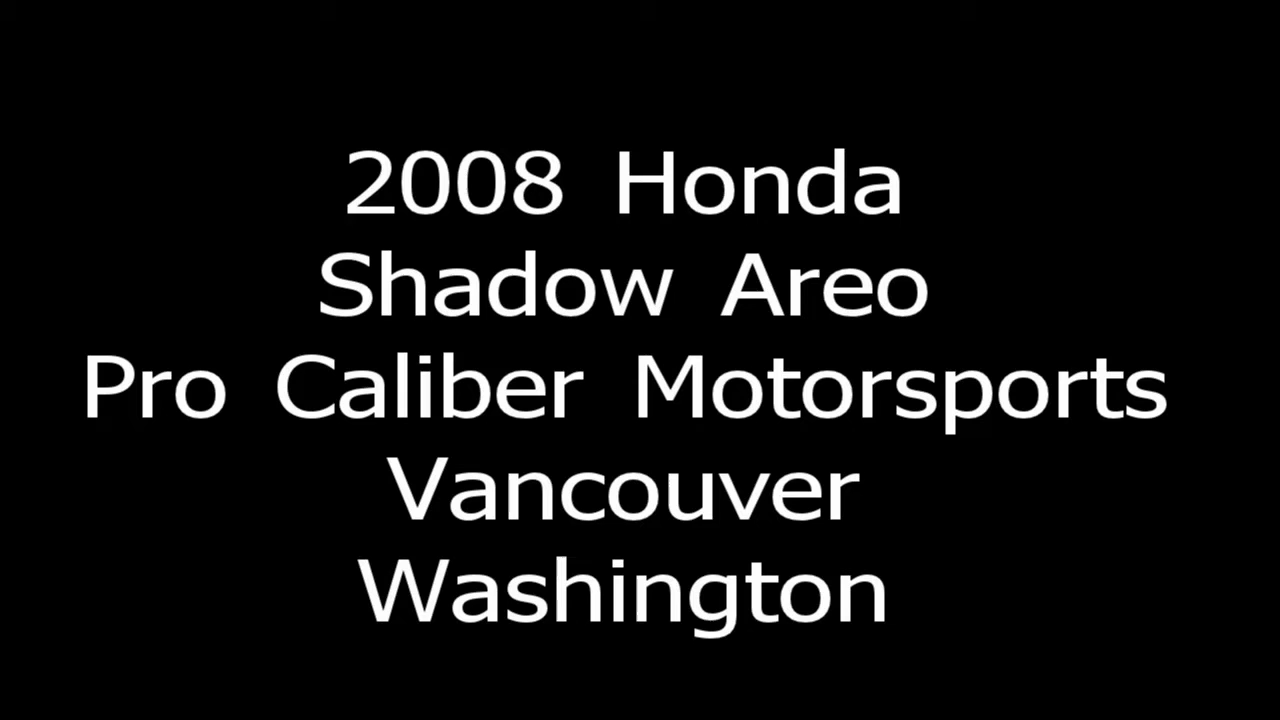 2008 Honda
Shadow Areo
Pro Caliber Motorsports
Vancouver
Washington